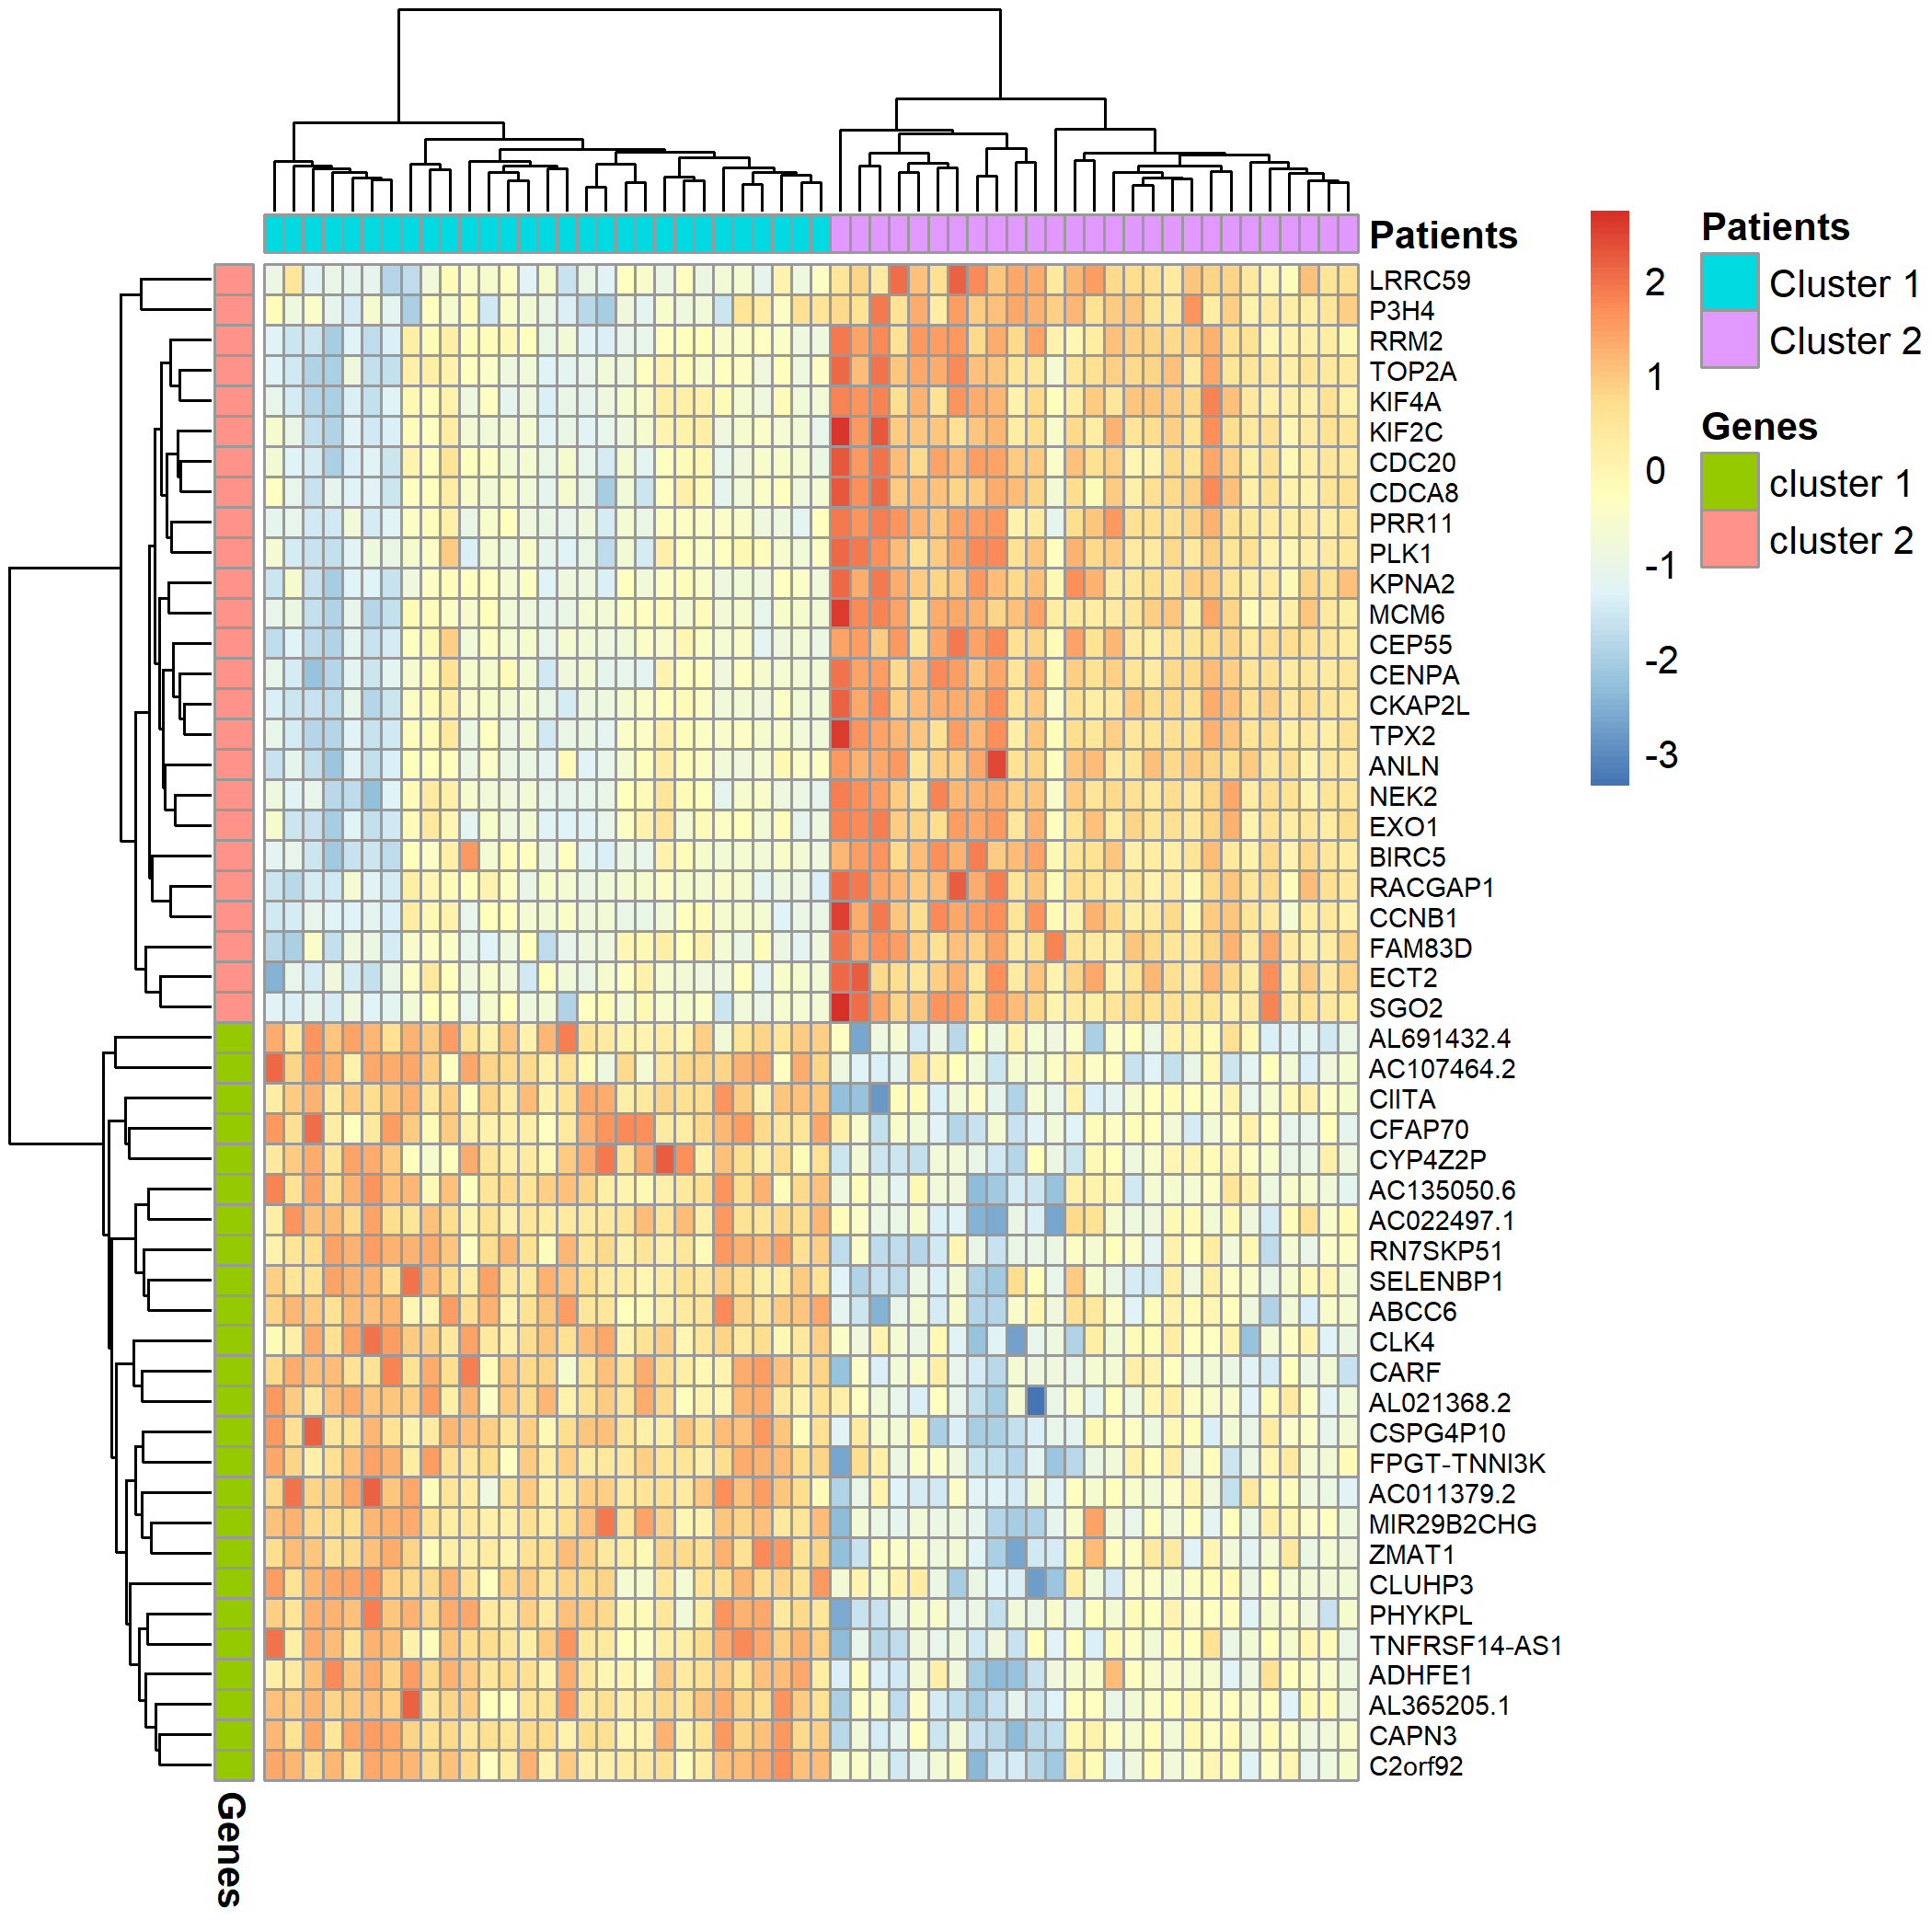 Patients
LRRC59
P3H4
RRM2
TOP2A
KIF4A
KIF2C
CDC20
CDCA8
PRR11
PLK1
KPNA2
MCM6
CEP55
CENPA
CKAP2L
TPX2
ANLN
NEK2
EXO1
BIRC5
RACGAP1
CCNB1
FAM83D
ECT2
SGO2
AL691432.4
AC107464.2
CIITA
CFAP70
CYP4Z2P
AC135050.6
AC022497.1
RN7SKP51
SELENBP1
ABCC6
CLK4
CARF
AL021368.2
CSPG4P10
FPGT-TNNI3K
AC011379.2
MIR29B2CHG
ZMAT1
CLUHP3
PHYKPL
TNFRSF14-AS1
ADHFE1
AL365205.1
CAPN3
C2orf92
Genes
2
1
0
-1
-2
-3
Patients
Cluster 1
Cluster 2
Genes
cluster 1
cluster 2